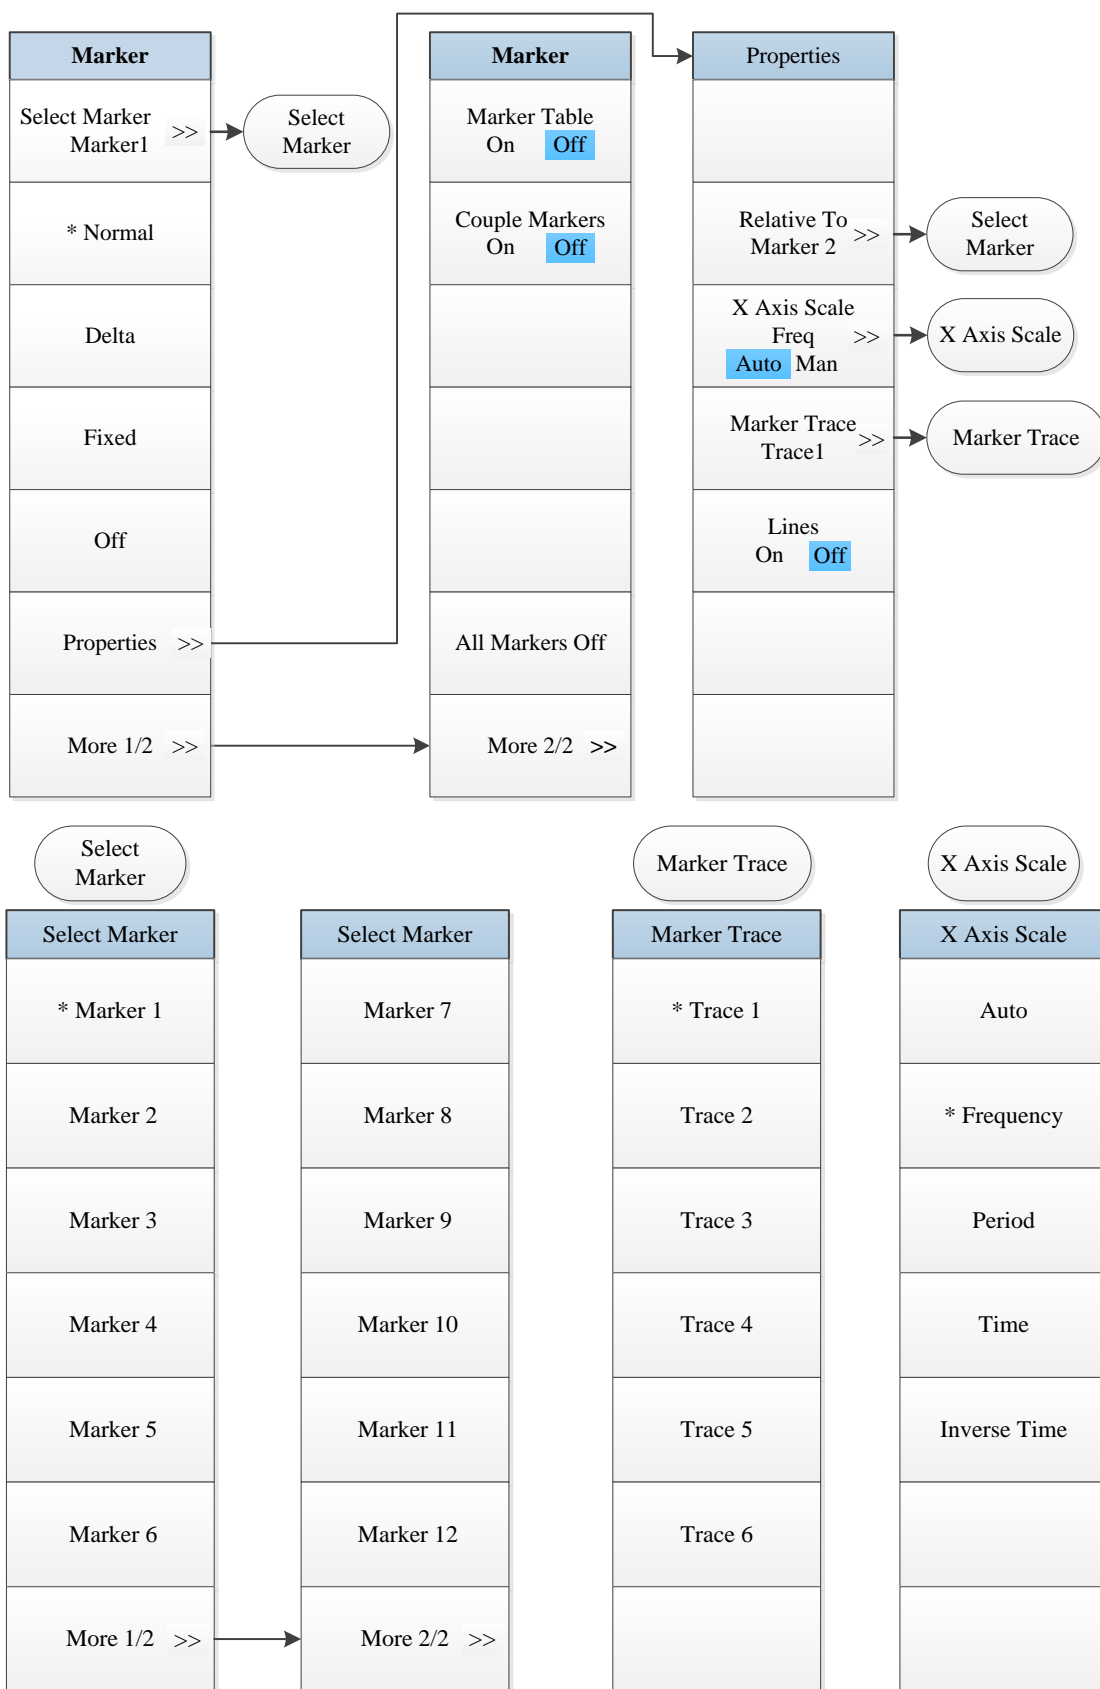 Marker
Select Marker
Marker1 >>
Select
Marker
* Normal
Delta
Fixed
Off
Properties >>
More 1/2 >>
Marker
Marker Table
On Off
Couple Markers
On Off
All Markers Off
More 2/2 >>
Properties
Relative To
Marker 2 >>
Select
Marker
X Axis Scale
Freq >>
Auto Man
X Axis Scale
Marker Trace
Trace1 >>
Marker Trace
Lines
On Off
Select
Marker
Select Marker
* Marker 1
Marker 2
Marker 3
Marker 4
Marker 5
Marker 6
More 1/2 >>
Select Marker
Marker 7
Marker 8
Marker 9
Marker 10
Marker 11
Marker 12
More 2/2 >>
Marker Trace
Marker Trace
* Trace 1
Trace 2
Trace 3
Trace 4
Trace 5
Trace 6
X Axis Scale
X Axis Scale
Auto
* Frequency
Period
Time
Inverse Time